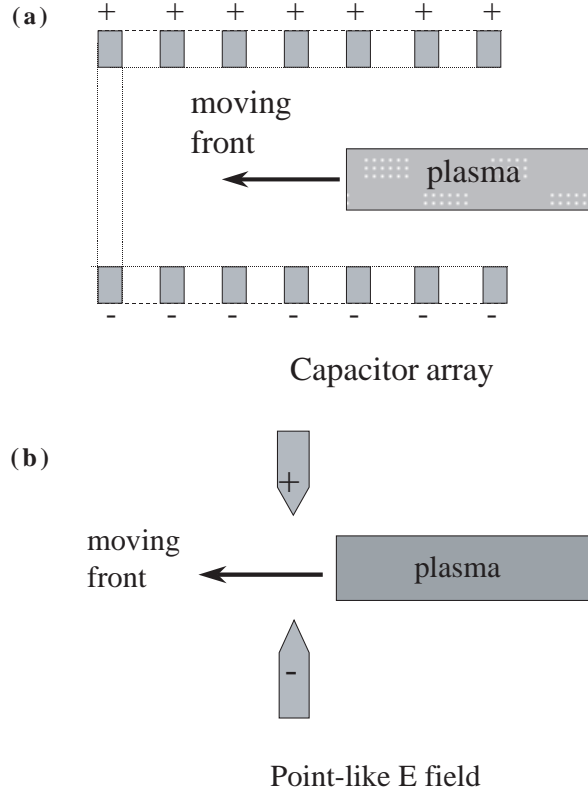 (a)
+ + + + + + +
moving
front
plasma
- - - - - - -
Capacitor array
(b)
+
moving
front
plasma
-
Point-like E field